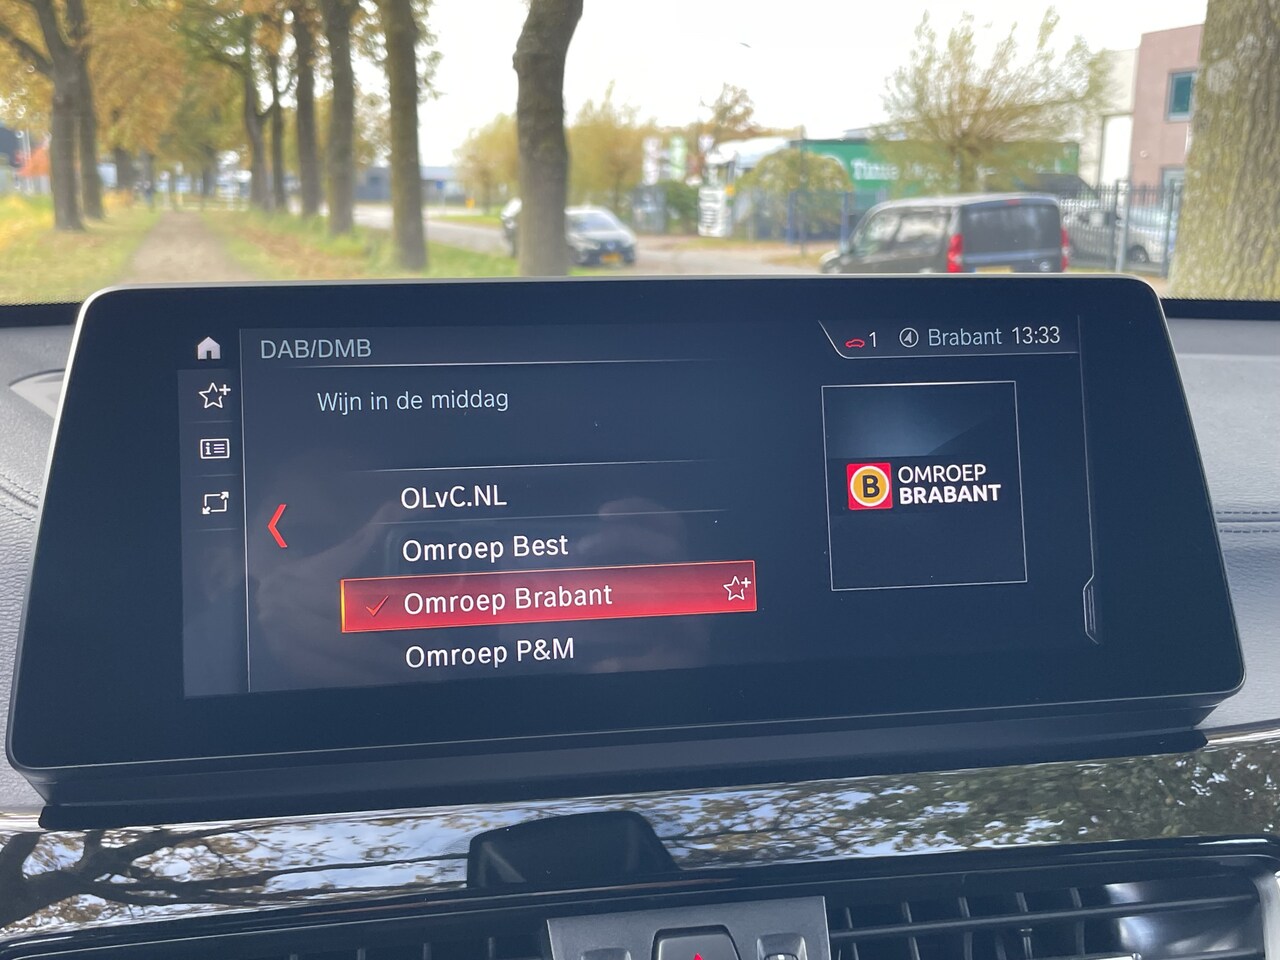 DAB/DMB
1 Brabant 13:33
Wijn in de middag
OLvC.NL
Omroep Best
Omroep Brabant
Omroep P&M
B OMROEP
BRABANT